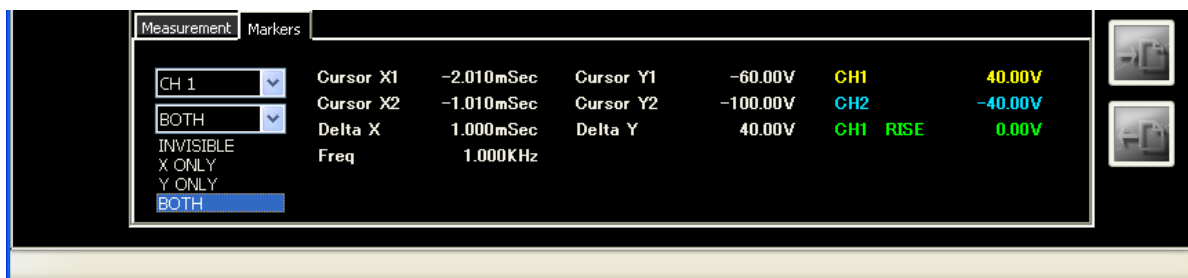 Measurement Markers
CH 1
BOTH
INVISIBLE
X ONLY
Y ONLY
BOTH
Cursor X1 -2.010mSec
Cursor X2 -1.010mSec
Delta X 1.000mSec
Freq 1.000KHz
Cursor Y1 -60.00V
Cursor Y2 -100.00V
Delta Y 40.00V
CH1 40.00V
CH2 -40.00V
CH1 RISE 0.00V